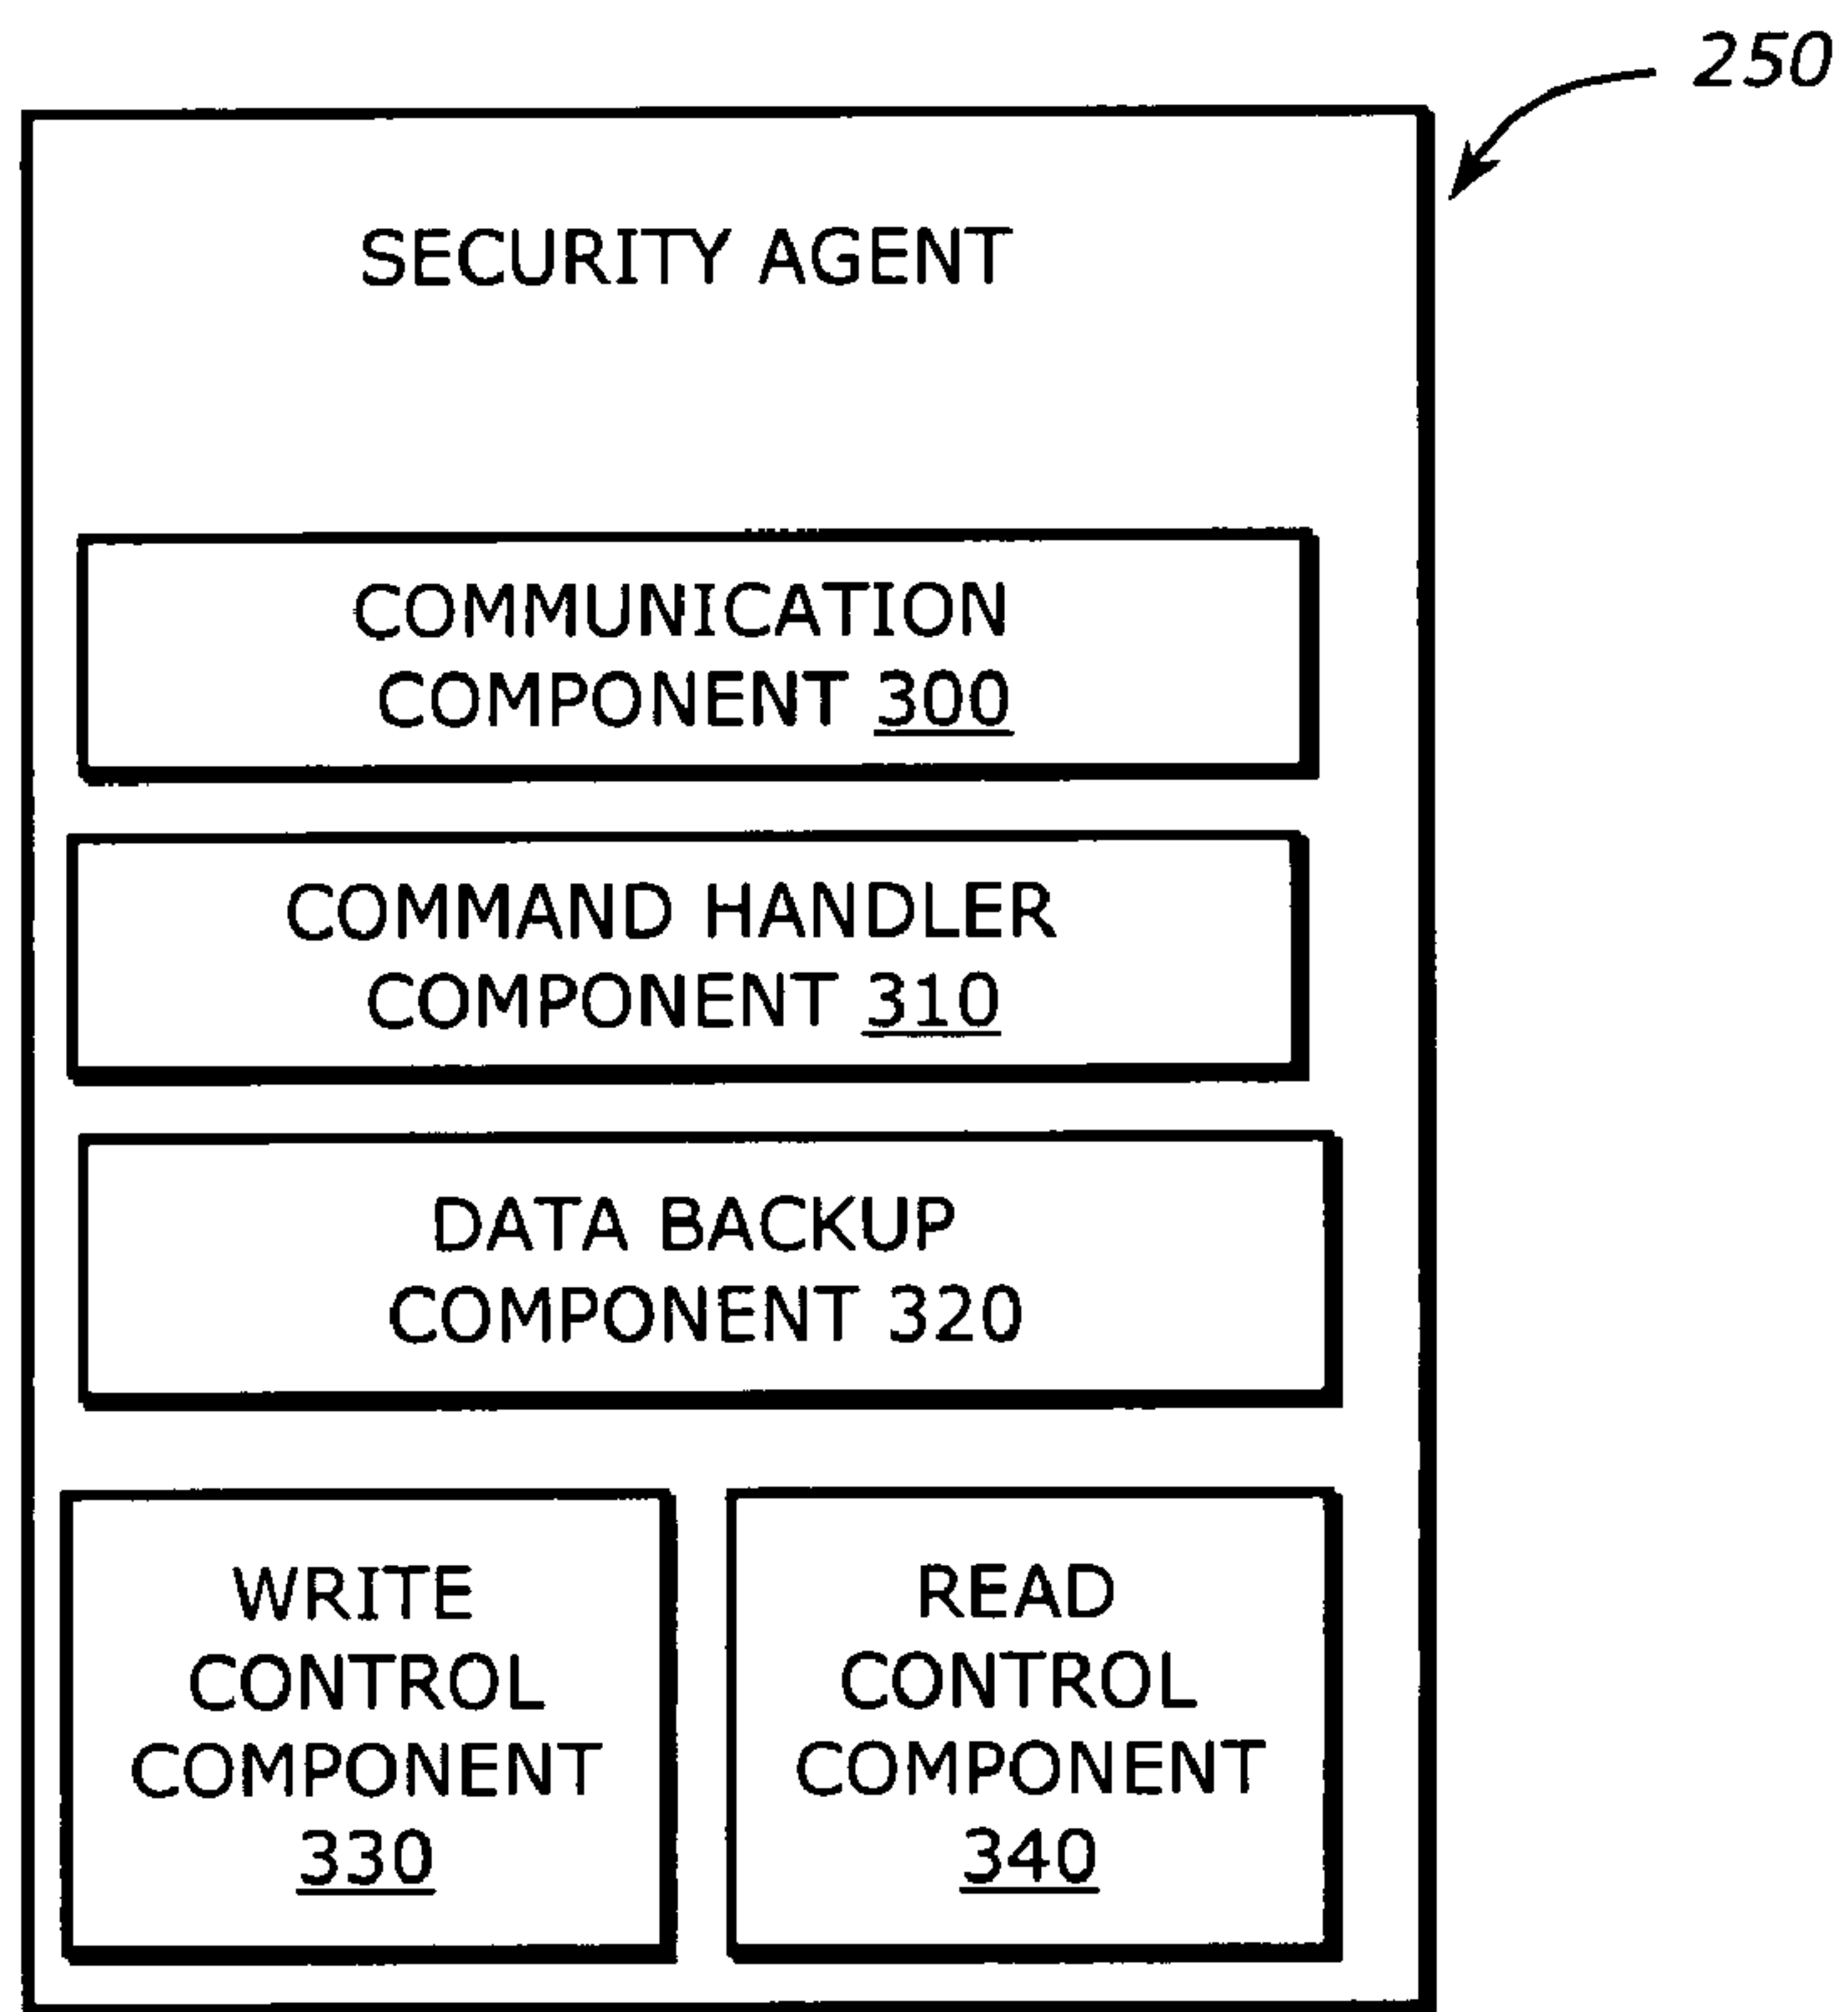 250
SECURITY AGENT
COMMUNICATION
COMPONENT 300
COMMAND HANDLER
COMPONENT 310
DATA BACKUP
COMPONENT 320
WRITE
CONTROL
COMPONENT
330
READ
CONTROL
COMPONENT
340